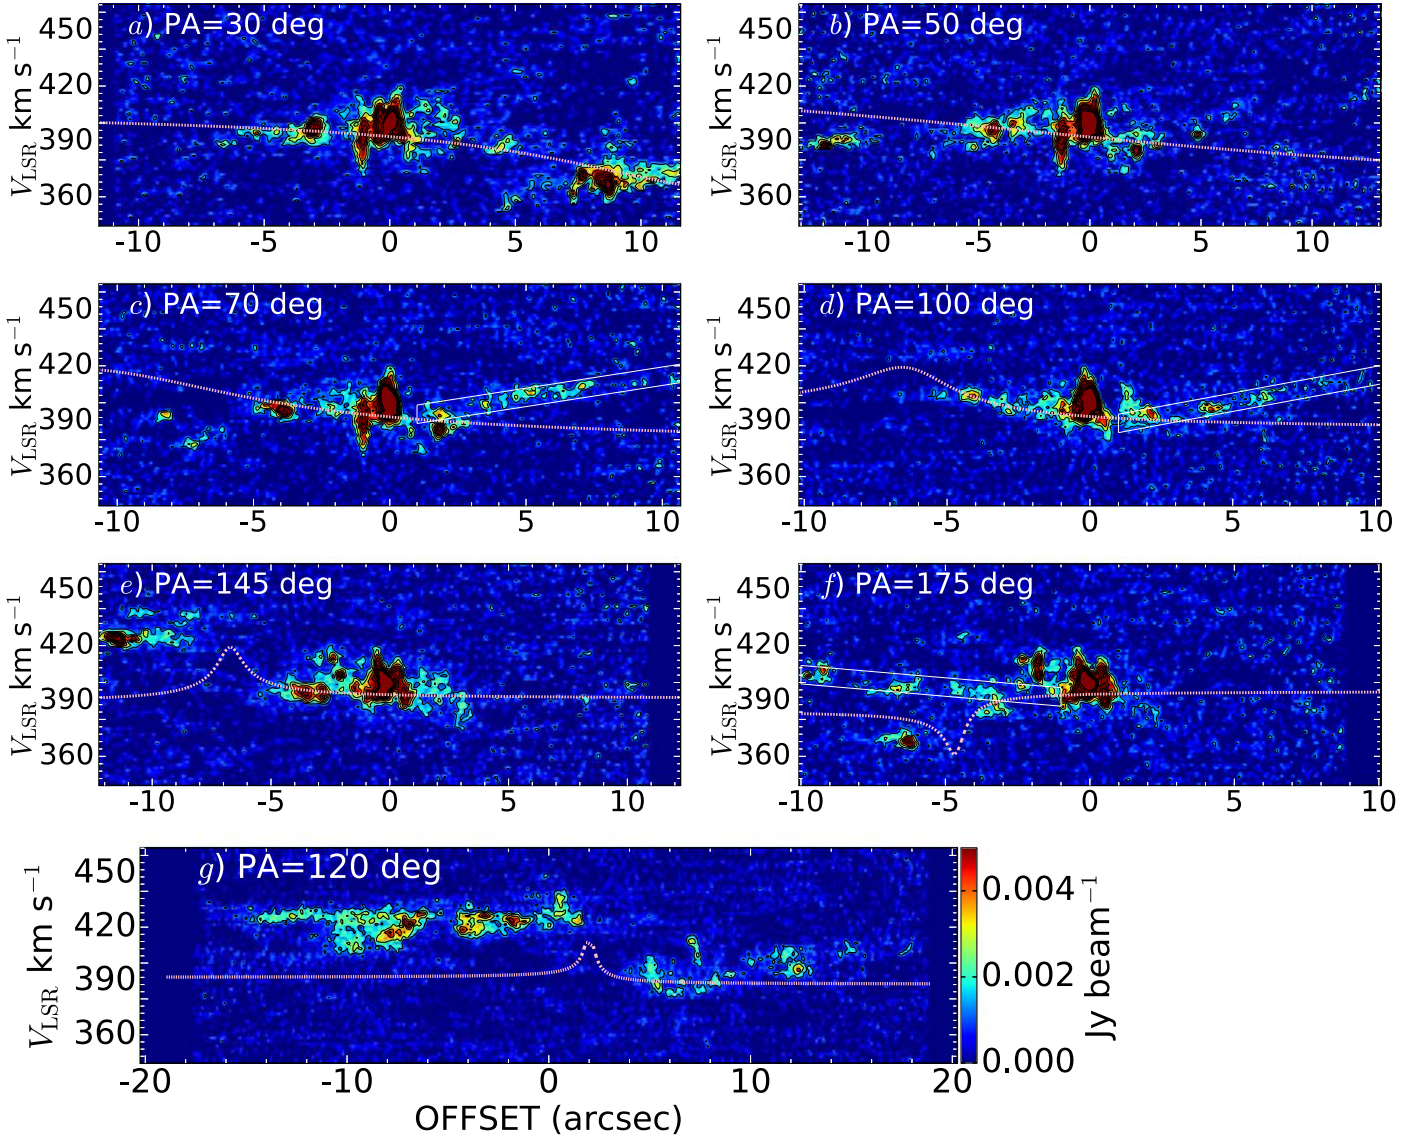 a) PA=30 deg
V_LSR km s⁻¹
450
420
390
360
-10 -5 0 5 10
b) PA=50 deg
V_LSR km s⁻¹
450
420
390
360
-10 -5 0 5 10
c) PA=70 deg
V_LSR km s⁻¹
450
420
390
360
-10 -5 0 5 10
d) PA=100 deg
V_LSR km s⁻¹
450
420
390
360
-10 -5 0 5 10
e) PA=145 deg
V_LSR km s⁻¹
450
420
390
360
-10 -5 0 5 10
f) PA=175 deg
V_LSR km s⁻¹
450
420
390
360
-10 -5 0 5 10
g) PA=120 deg
V_LSR km s⁻¹
450
420
390
360
-20 -10 0 10 20
OFFSET (arcsec)
0.004
0.002
0.000
Jy beam⁻¹